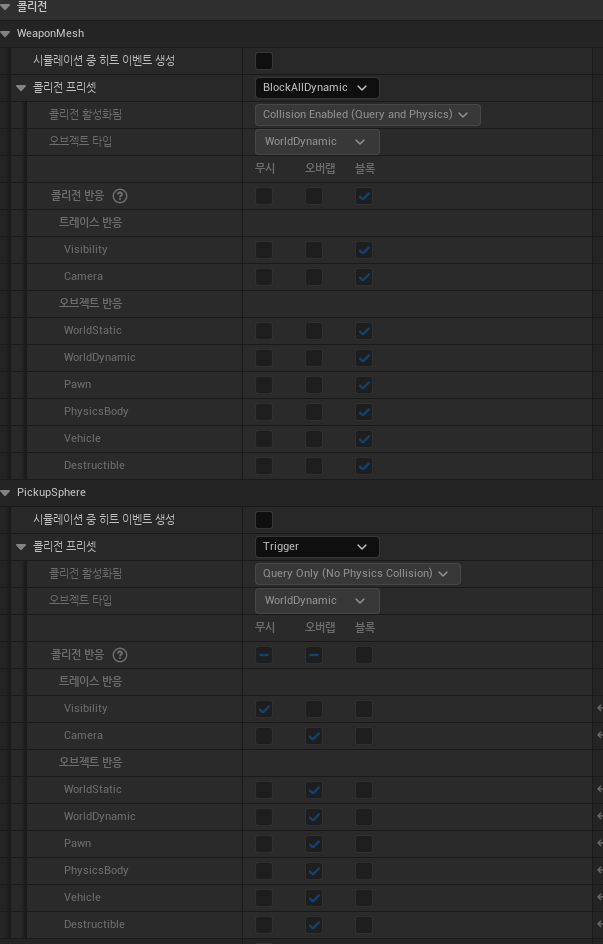 콜리전
WeaponMesh
시뮬레이션 중 히트 이벤트 생성
콜리전 프리셋 BlockAllDynamic
콜리전 활성화됨 Collision Enabled (Query and Physics)
오브젝트 타입 WorldDynamic
무시 오버랩 블록
콜리전 반응 ?
트레이스 반응
Visibility
Camera
오브젝트 반응
WorldStatic
WorldDynamic
Pawn
PhysicsBody
Vehicle
Destructible
PickupSphere
시뮬레이션 중 히트 이벤트 생성
콜리전 프리셋 Trigger
콜리전 활성화됨 Query Only (No Physics Collision)
오브젝트 타입 WorldDynamic
무시 오버랩 블록
콜리전 반응 ?
트레이스 반응
Visibility
Camera
오브젝트 반응
WorldStatic
WorldDynamic
Pawn
PhysicsBody
Vehicle
Destructible